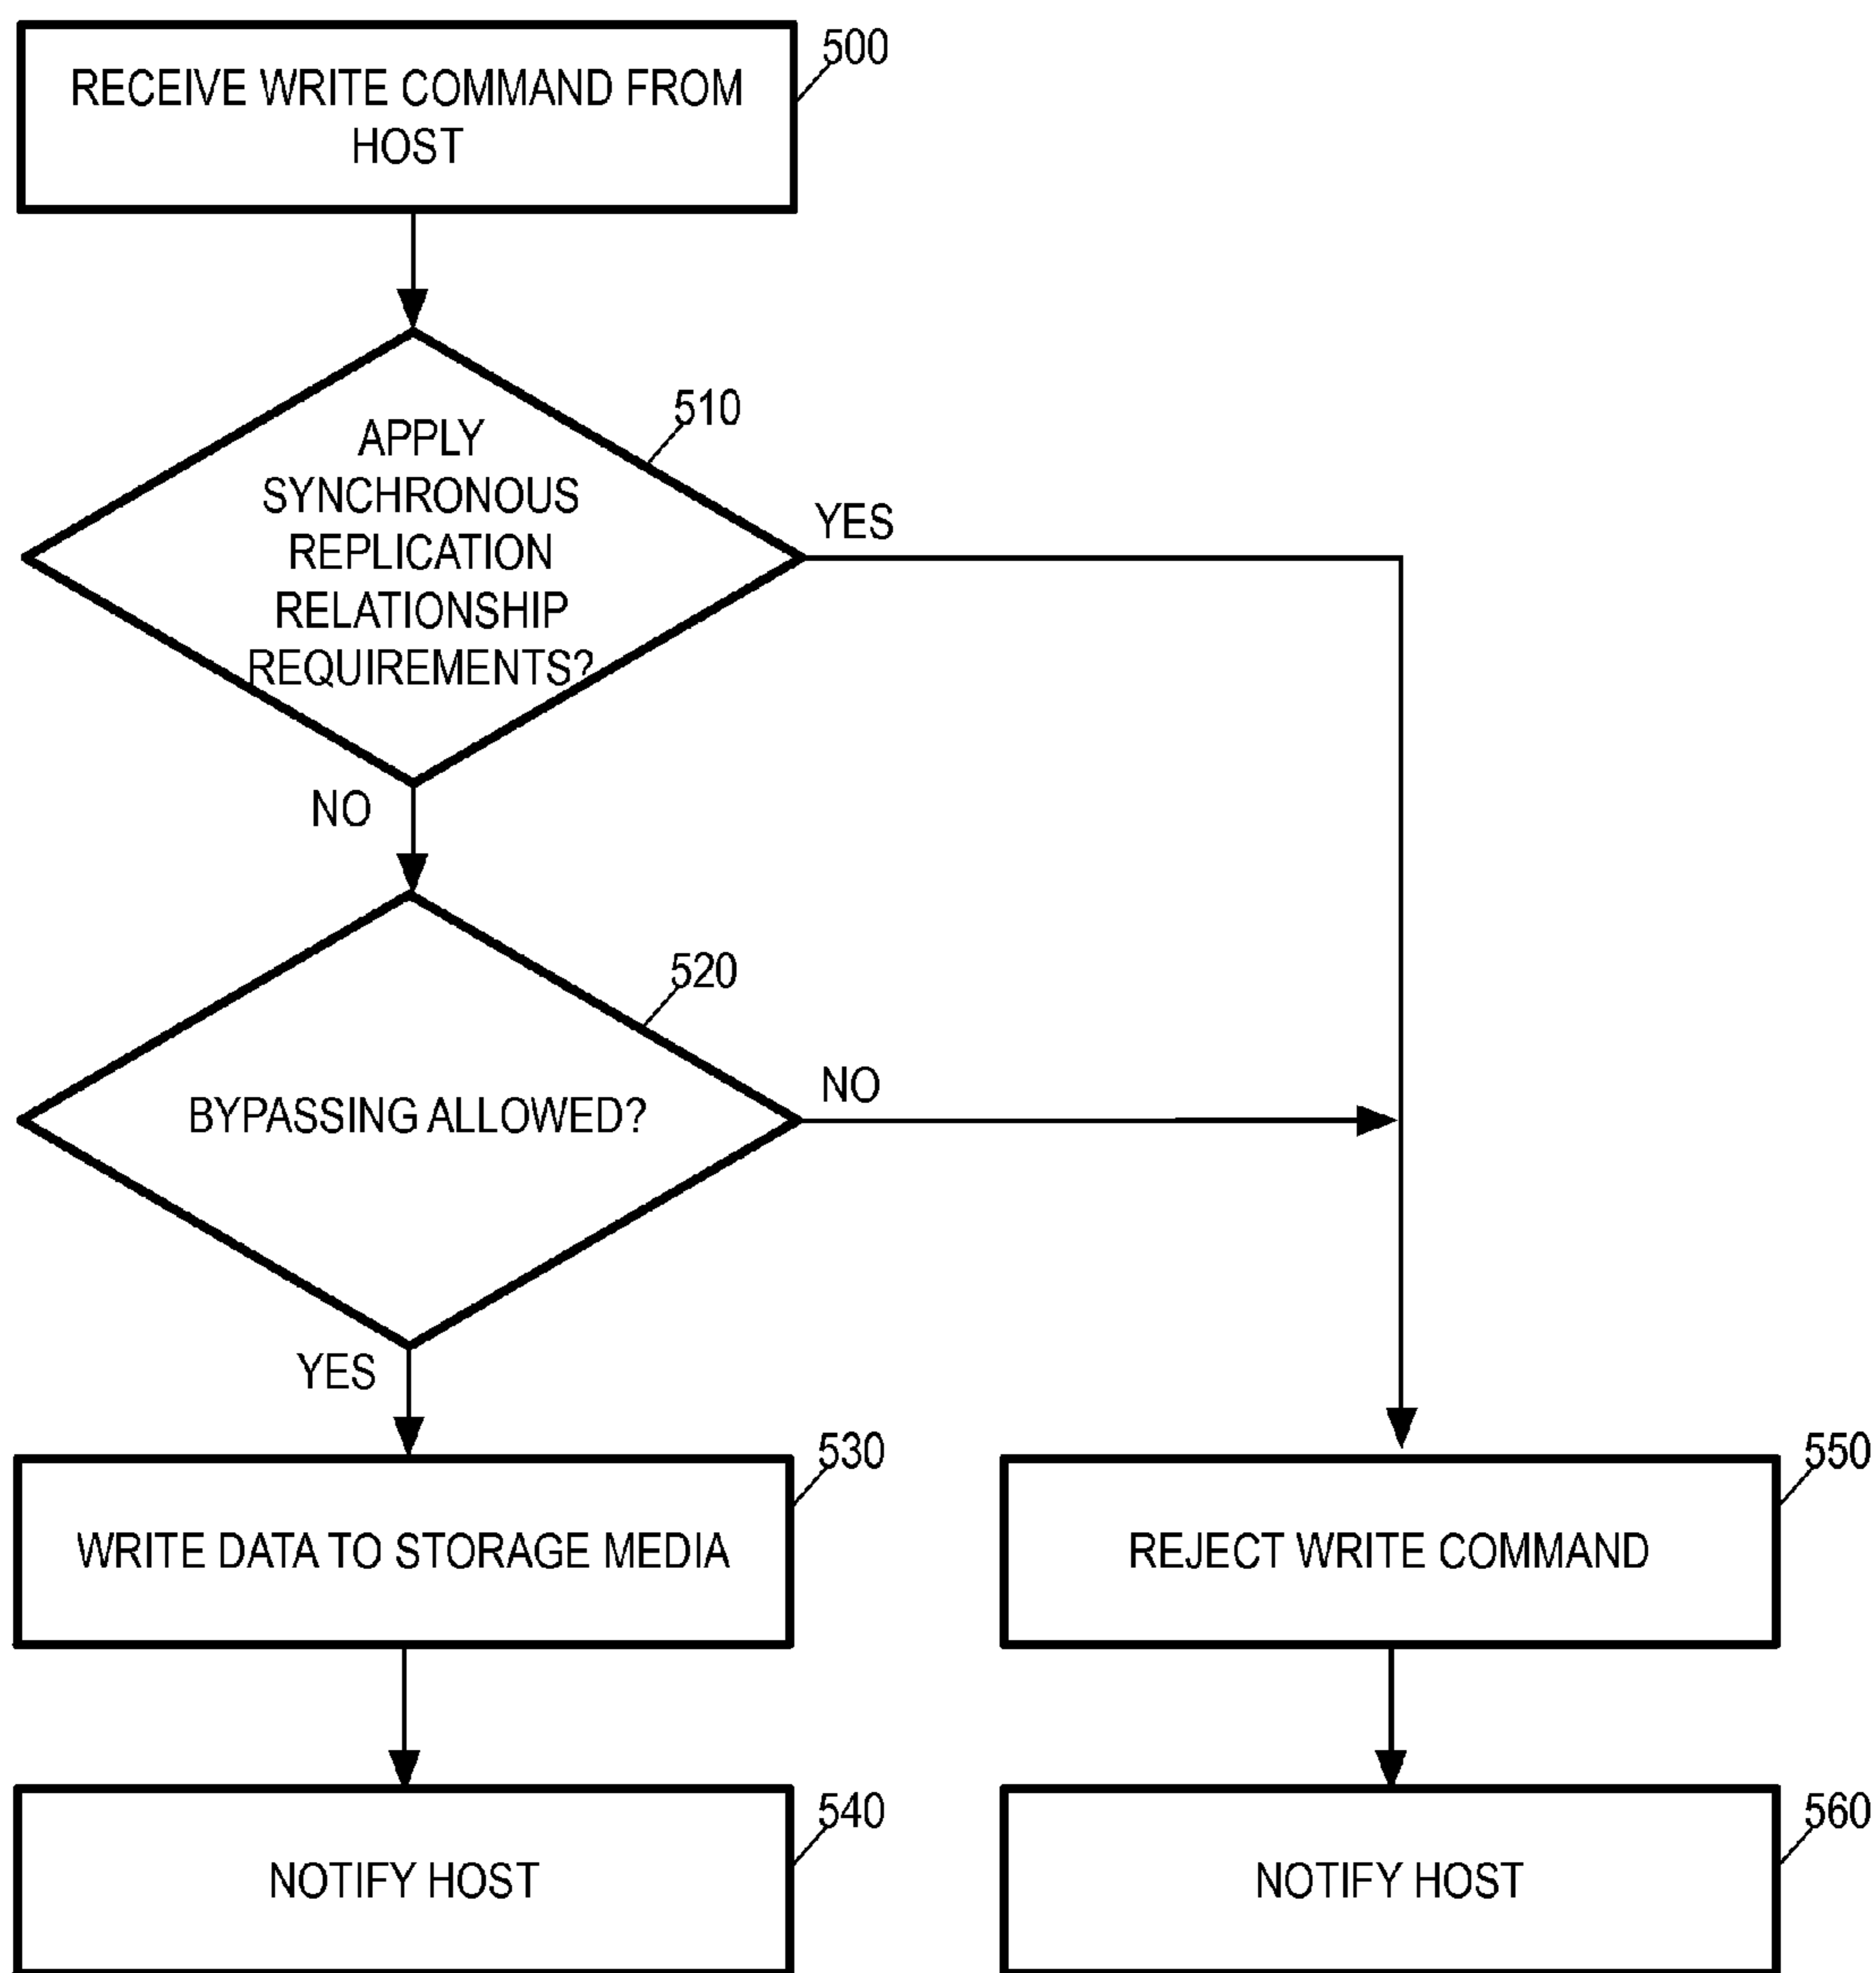 500
RECEIVE WRITE COMMAND FROM
HOST
510
APPLY
SYNCHRONOUS
REPLICATION
RELATIONSHIP
REQUIREMENTS?
YES
NO
520
BYPASSING ALLOWED?
NO
YES
530
WRITE DATA TO STORAGE MEDIA
550
REJECT WRITE COMMAND
540
NOTIFY HOST
560
NOTIFY HOST